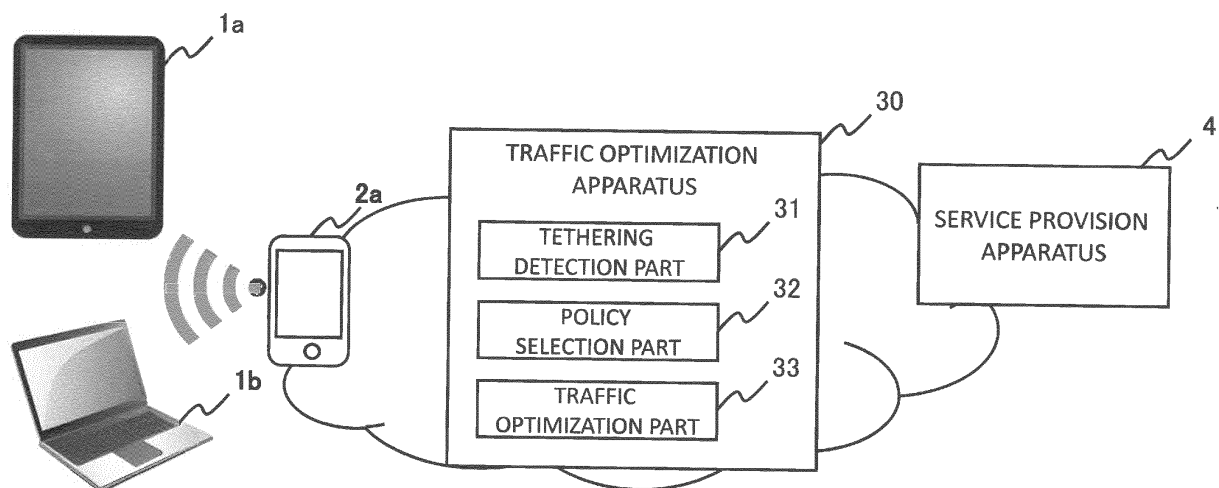 1a
30
4
TRAFFIC OPTIMIZATION
APPARATUS
2a
31
SERVICE PROVISION
APPARATUS
TETHERING
DETECTION PART
32
POLICY
SELECTION PART
33
1b
TRAFFIC
OPTIMIZATION PART